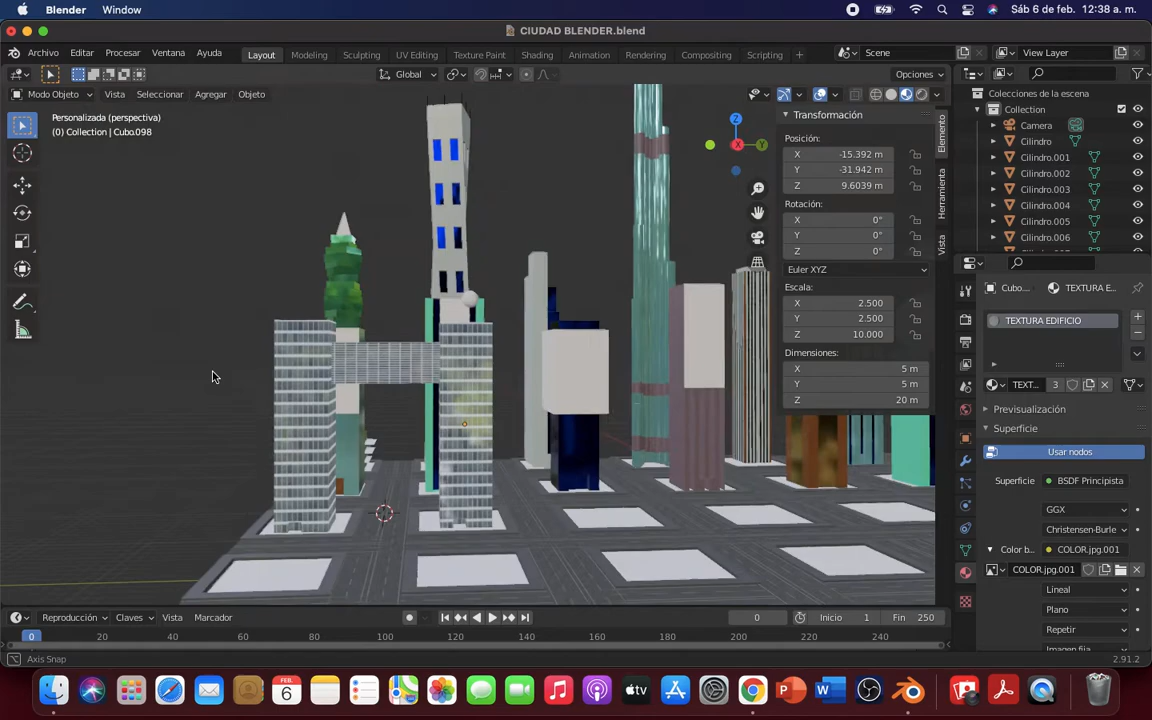 Blender Window Sáb 6 de feb. 12:38 a. m.
CIUDAD BLENDER.blend
Archivo Editar Procesar Ventana Ayuda Layout Modeling Sculpting UV Editing Texture Paint Shading Animation Rendering Compositing Scripting + Scene View Layer
Global Opciones
Modo Objeto Vista Seleccionar Agregar Objeto
Personalizada (perspectiva)
(0) Collection | Cubo.098
Z
X
Y
Transformación
Posición:
X -15.392 m
Y -31.942 m
Z 9.6039 m
Rotación:
X 0°
Y 0°
Z 0°
Euler XYZ
Escala:
X 2.500
Y 2.500
Z 10.000
Dimensiones:
X 5 m
Y 5 m
Z 20 m
Elemento
Herramienta
Vista
Colecciones de la escena
Collection
Camera
Cilindro
Cilindro.001
Cilindro.002
Cilindro.003
Cilindro.004
Cilindro.005
Cilindro.006
Cubo... TEXTURA E...
TEXTURA EDIFICIO
TEXT... 3
Previsualización
Superficie
Usar nodos
Superficie BSDF Principista
GGX
Christensen-Burle
Color b... COLOR.jpg.001
COLOR.jpg.001
Lineal
Plano
Repetir
Imagen fija
Reproducción Claves Vista Marcador 0 Inicio 1 Fin 250
0 20 40 60 80 100 120 140 160 180 200 220 240
Axis Snap 2.91.2
FEB
6